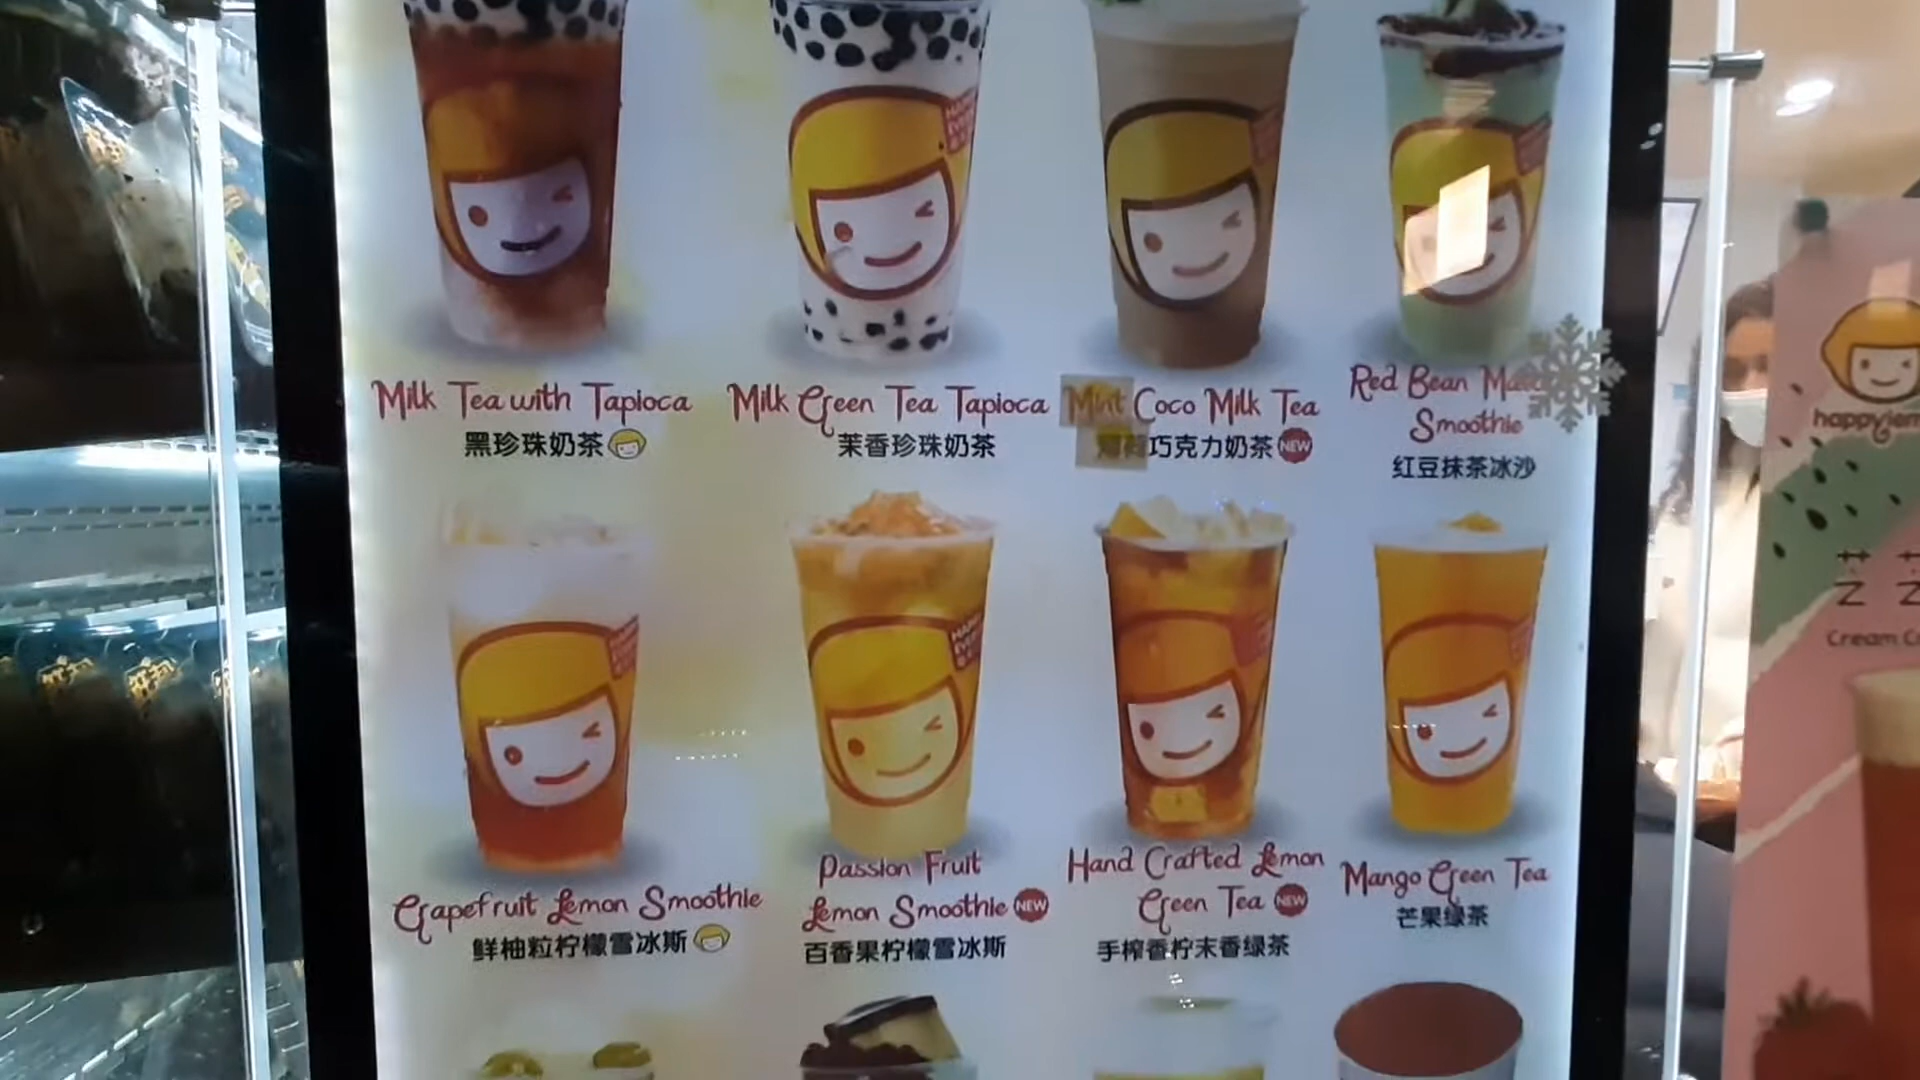 Milk Tea with Tapioca
黑珍珠奶茶
Milk Green Tea Tapioca
茉香珍珠奶茶
Mint Coco Milk Tea
薄荷巧克力奶茶 NEW
Red Bean
Smoothie
红豆抹茶冰沙
Grapefruit Lemon Smoothie
鲜柚粒柠檬雪冰斯
Passion Fruit
Lemon Smoothie NEW
百香果柠檬雪冰斯
Hand Crafted Lemon
Green Tea NEW
手榨香柠末香绿茶
Mango Green Tea
芒果绿茶
happylem
Cream